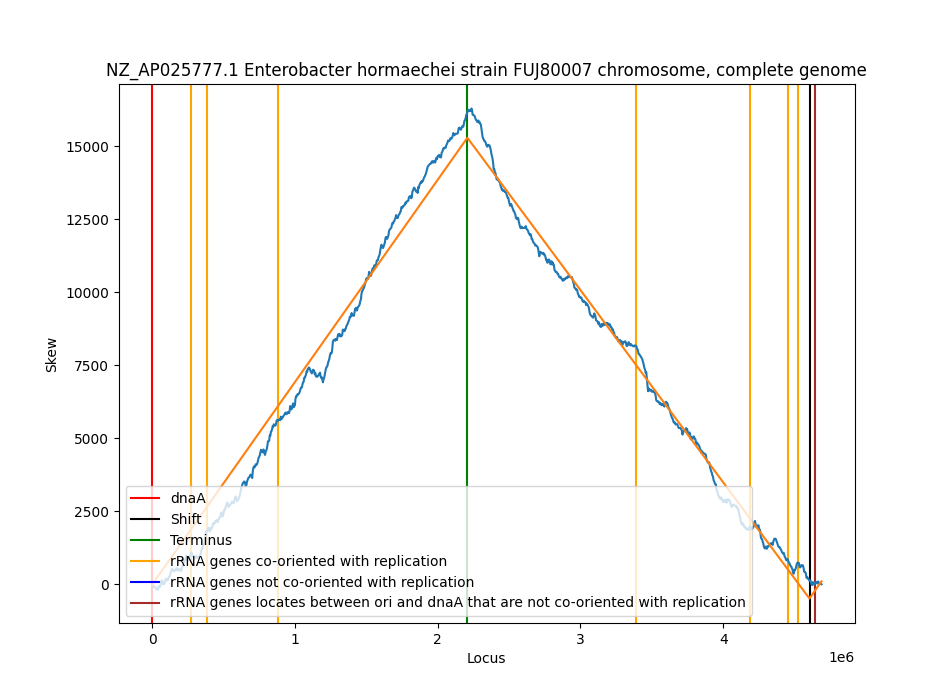 NZ_AP025777.1 Enterobacter hormaechei strain FUJ80007 chromosome, complete genome
Skew
15000
12500
10000
7500
5000
2500
0
dnaA
Shift
Terminus
rRNA genes co-oriented with replication
rRNA genes not co-oriented with replication
rRNA genes locates between ori and dnaA that are not co-oriented with replication
0 1 2 3 4
1e6
Locus